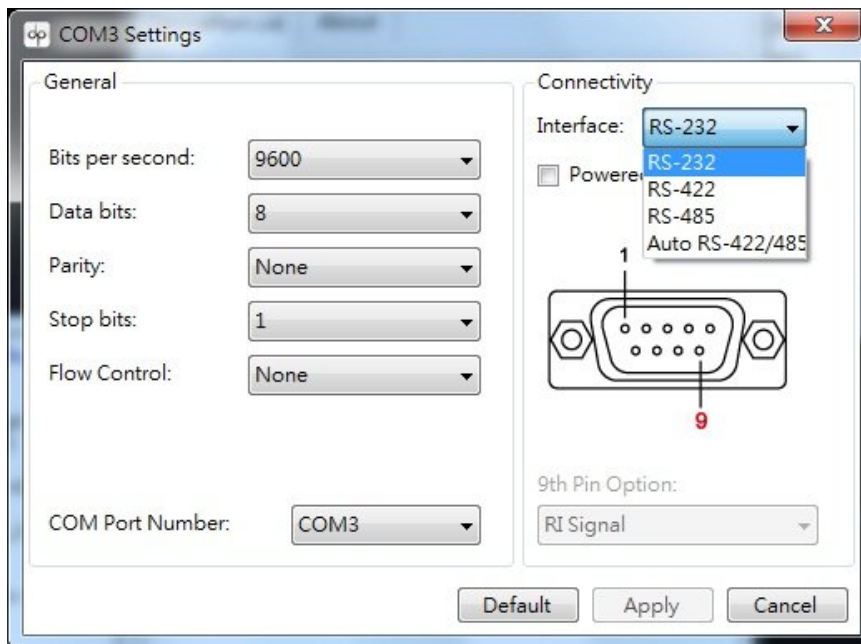 dp COM3 Settings
General
Bits per second: 9600
Data bits: 8
Parity: None
Stop bits: 1
Flow Control: None
COM Port Number: COM3
Connectivity
Interface: RS-232
RS-232
RS-422
RS-485
Auto RS-422/485
1
9
9th Pin Option:
RI Signal
Default Apply Cancel